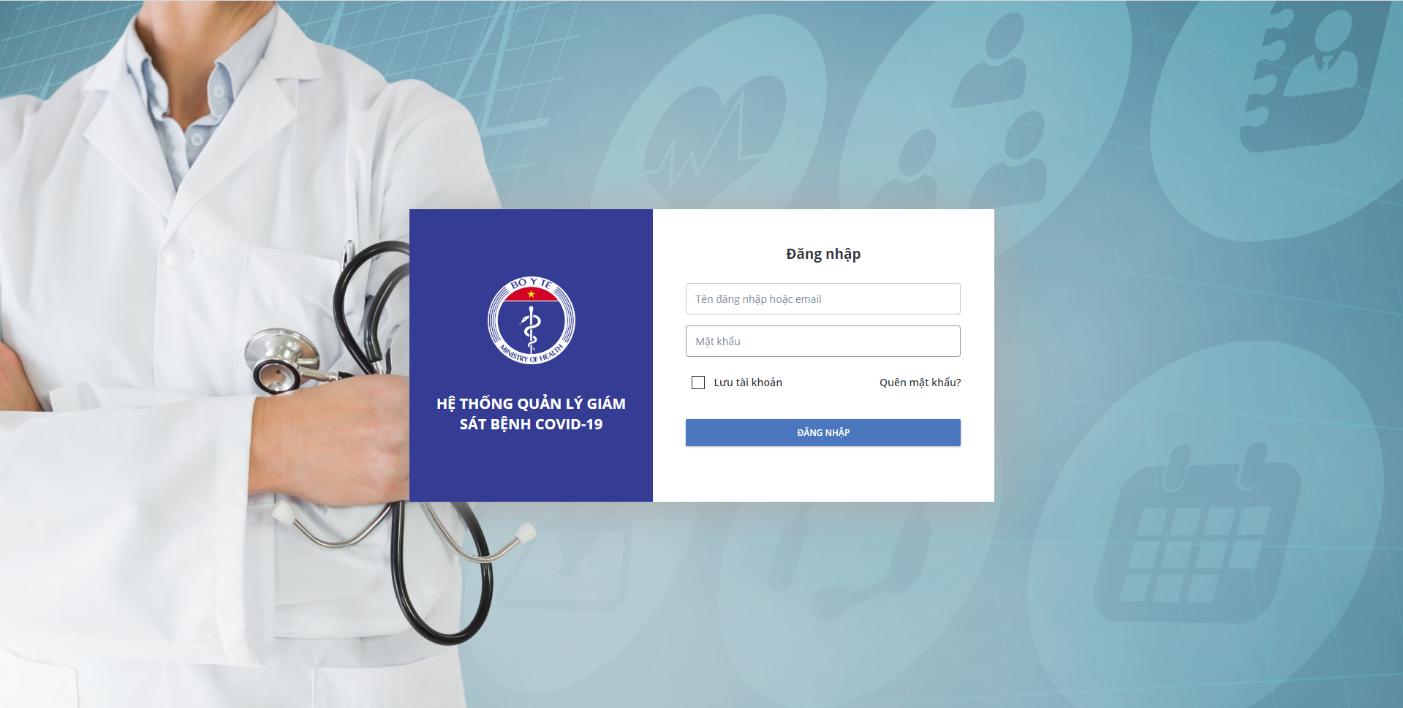 BỘ Y TẾ
MINISTRY OF HEALTH
HỆ THỐNG QUẢN LÝ GIÁM
SÁT BỆNH COVID-19
Đăng nhập
Tên đăng nhập hoặc email
Mật khẩu
Lưu tài khoản
Quên mật khẩu?
ĐĂNG NHẬP